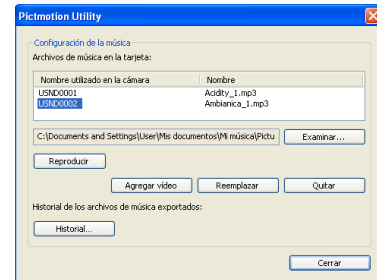 Pictmotion Utility
Configuración de la música
Archivos de música en la tarjeta:
Nombre utilizado en la cámara Nombre
USND0001 Acidity_1.mp3
USND0002 Ambianica_1.mp3
C:\Documents and Settings\User\Mis documentos\Mi música\Pictu Examinar...
Reproducir
Agregar vídeo Reemplazar Quitar
Historial de los archivos de música exportados:
Historial...
Cerrar